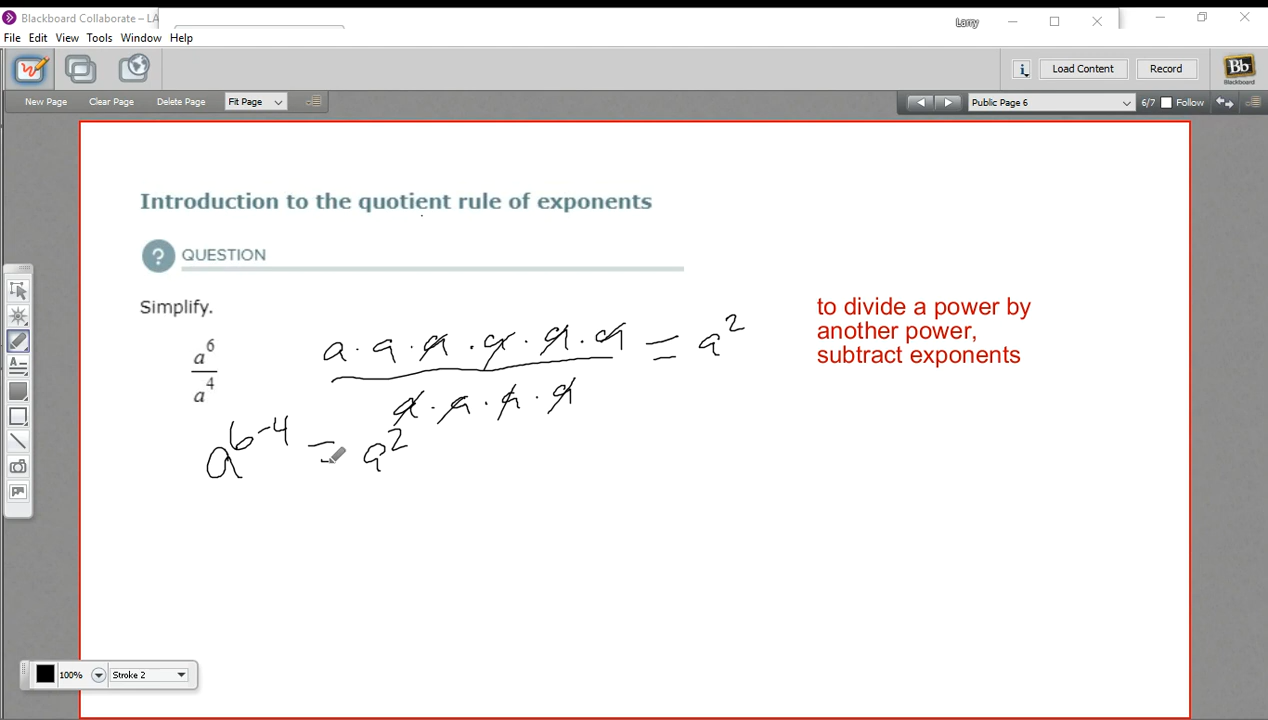 Blackboard Collaborate – LA
Larry
File Edit View Tools Window Help
Load Content Record Bb Blackboard
New Page Clear Page Delete Page Fit Page Public Page 6 6/7 Follow
Introduction to the quotient rule of exponents
? QUESTION
Simplify.
a⁶/a⁴
a · a · a · a · a · a = a²
a · a · a · a
a⁶⁻⁴ = a²
to divide a power by
another power,
subtract exponents
100% Stroke 2